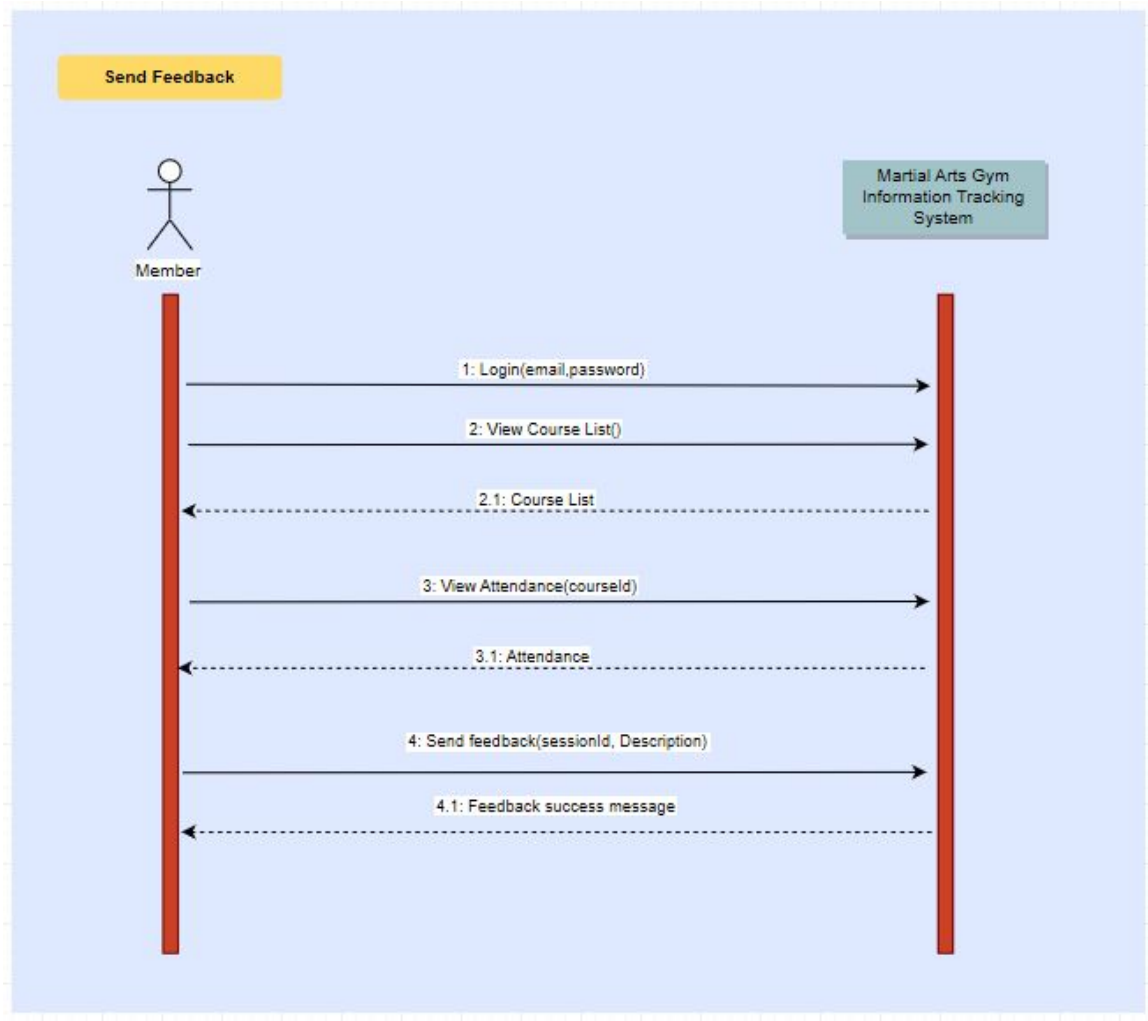 Send Feedback
Martial Arts Gym
Information Tracking
System
Member
1: Login(email,password)
2: View Course List()
2.1: Course List
3: View Attendance(courseId)
3.1: Attendance
4: Send feedback(sessionId, Description)
4.1: Feedback success message